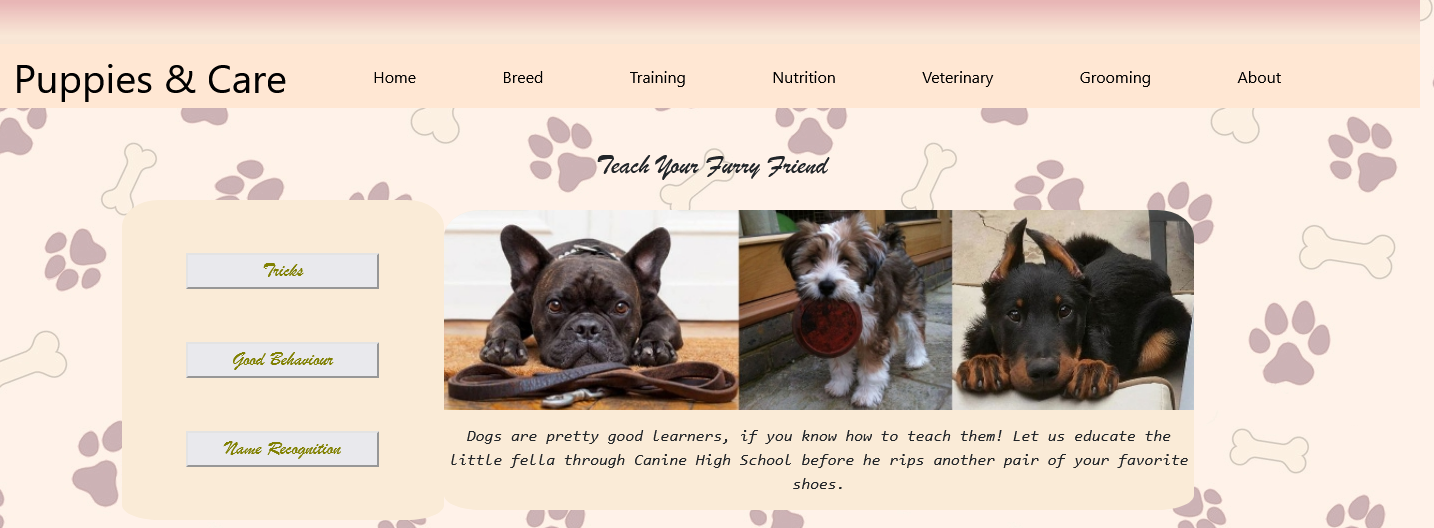 Puppies & Care
Home
Breed
Training
Nutrition
Veterinary
Grooming
About
Teach Your Furry Friend
Tricks
Good Behaviour
Name Recognition
Dogs are pretty good learners, if you know how to teach them! Let us educate the
little fella through Canine High School before he rips another pair of your favorite
shoes.